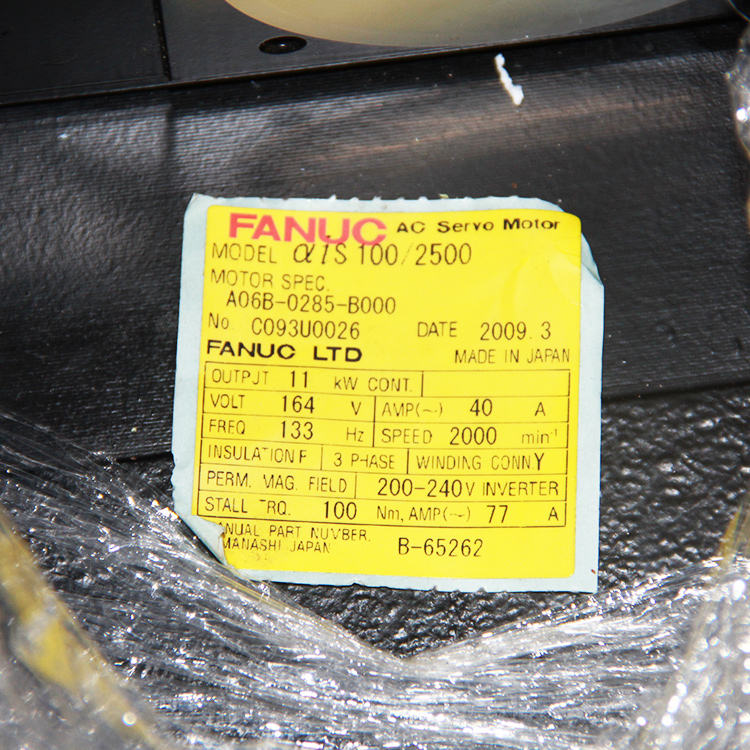 FANUC AC Servo Motor
MODEL αiS 100/2500
MOTOR SPEC.
A06B-0285-B000
No. C093U0026 DATE 2009.3
FANUC LTD MADE IN JAPAN
OUTPUT 11 kW CONT.
VOLT 164 V AMP(~) 40 A
FREQ 133 Hz SPEED 2000 min⁻¹
INSULATION F 3 PHASE WINDING CONN Y
PERM. MAG. FIELD 200-240V INVERTER
STALL TRQ. 100 Nm, AMP(~) 77 A
ANUAL PART NUMBER.
MANASHI JAPAN B-65262